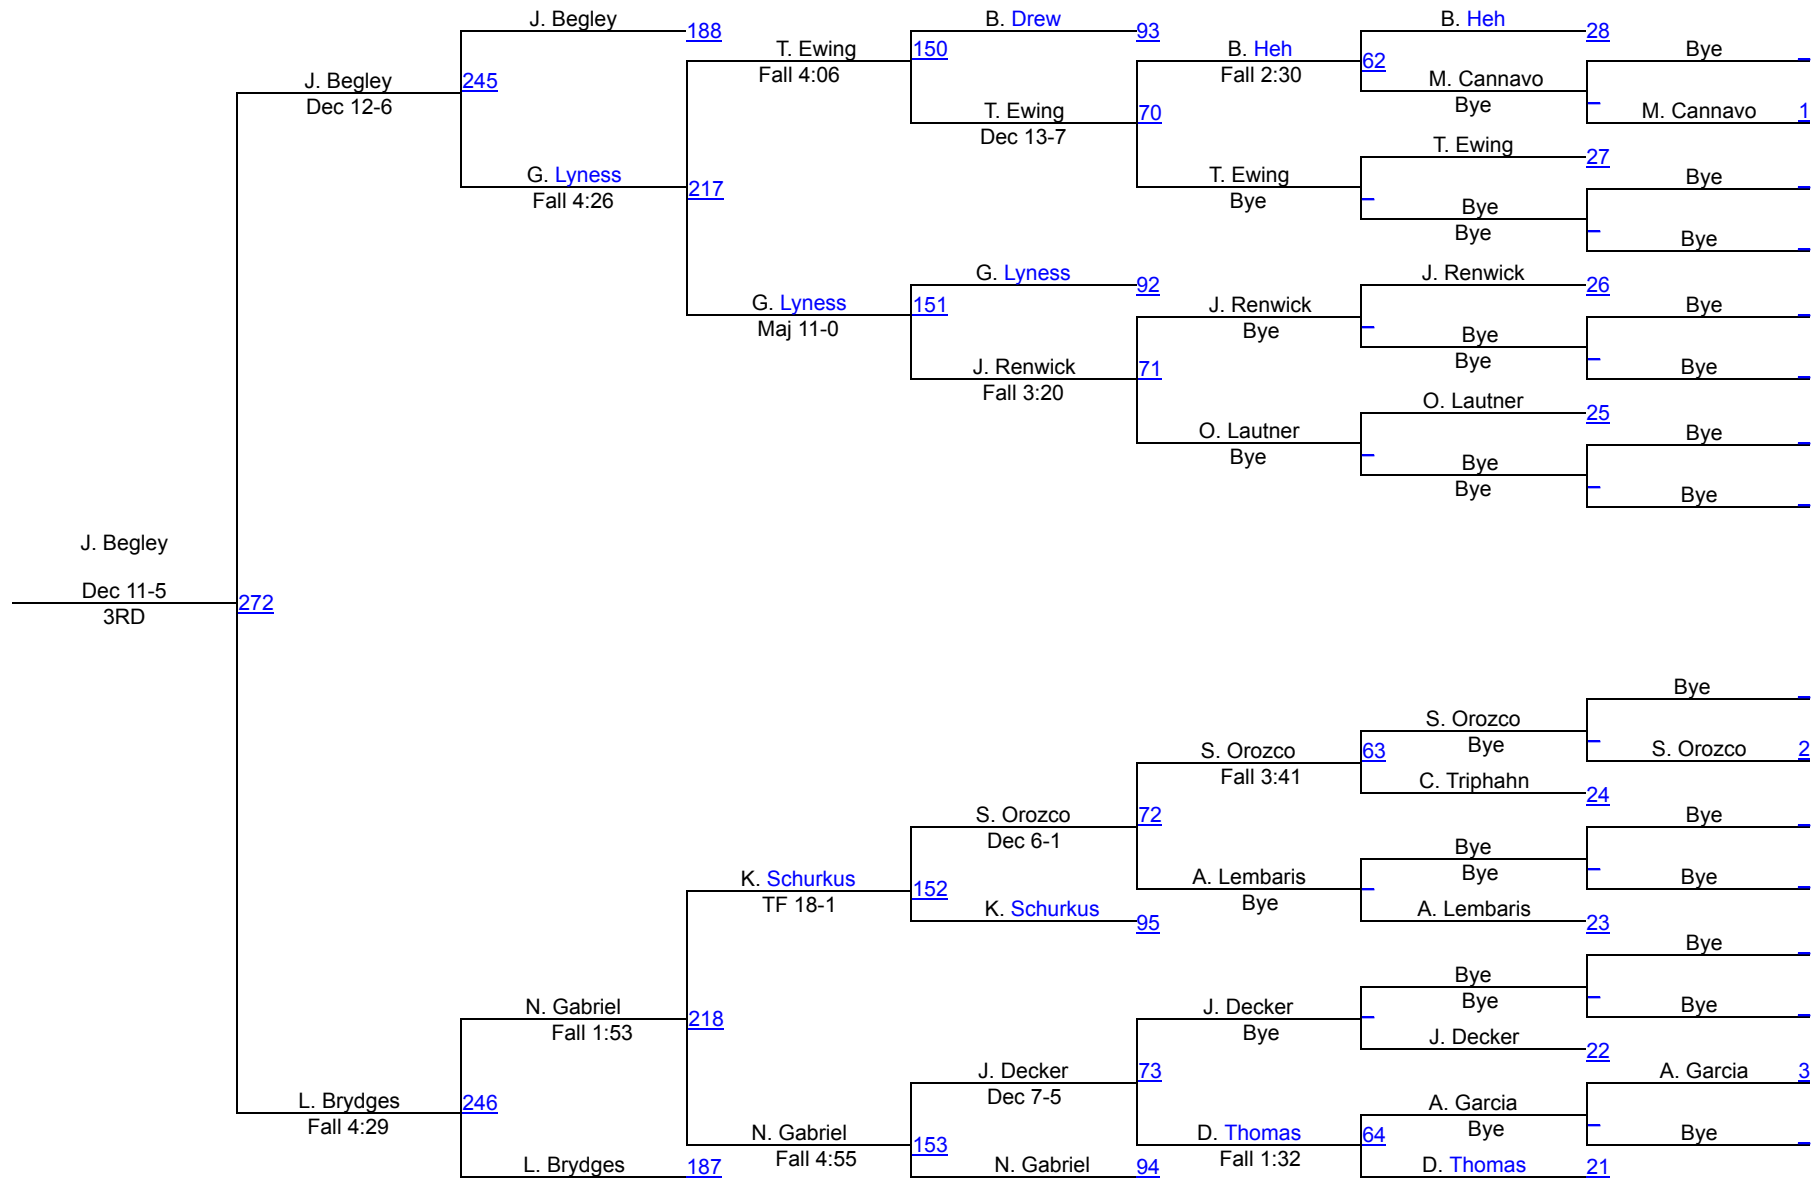 J. Begley
188
B. Drew
93
B. Heh
28
T. Ewing
150
B. Heh
Bye
Fall 4:06
Fall 2:30
62
J. Begley
245
M. Cannavo
Dec 12-6
Bye
T. Ewing
70
M. Cannavo
1
Dec 13-7
T. Ewing
27
G. Lyness
217
T. Ewing
Bye
Fall 4:26
Bye
Bye
Bye
Bye
G. Lyness
92
J. Renwick
26
G. Lyness
151
J. Renwick
Bye
Maj 11-0
Bye
Bye
Bye
J. Renwick
71
Bye
Fall 3:20
O. Lautner
25
O. Lautner
Bye
Bye
Bye
Bye
Bye
J. Begley
Dec 11-5
272
3RD
Bye
S. Orozco
S. Orozco
63
Bye
S. Orozco
2
Fall 3:41
C. Triphahn
24
S. Orozco
72
Bye
Dec 6-1
Bye
K. Schurkus
152
A. Lembaris
Bye
Bye
TF 18-1
Bye
K. Schurkus
95
A. Lembaris
23
Bye
Bye
N. Gabriel
218
J. Decker
Bye
Bye
Fall 1:53
Bye
J. Decker
22
J. Decker
73
A. Garcia
3
Dec 7-5
L. Brydges
246
A. Garcia
Fall 4:29
Bye
N. Gabriel
153
D. Thomas
64
Bye
Fall 4:55
Fall 1:32
L. Brydges
187
N. Gabriel
94
D. Thomas
21